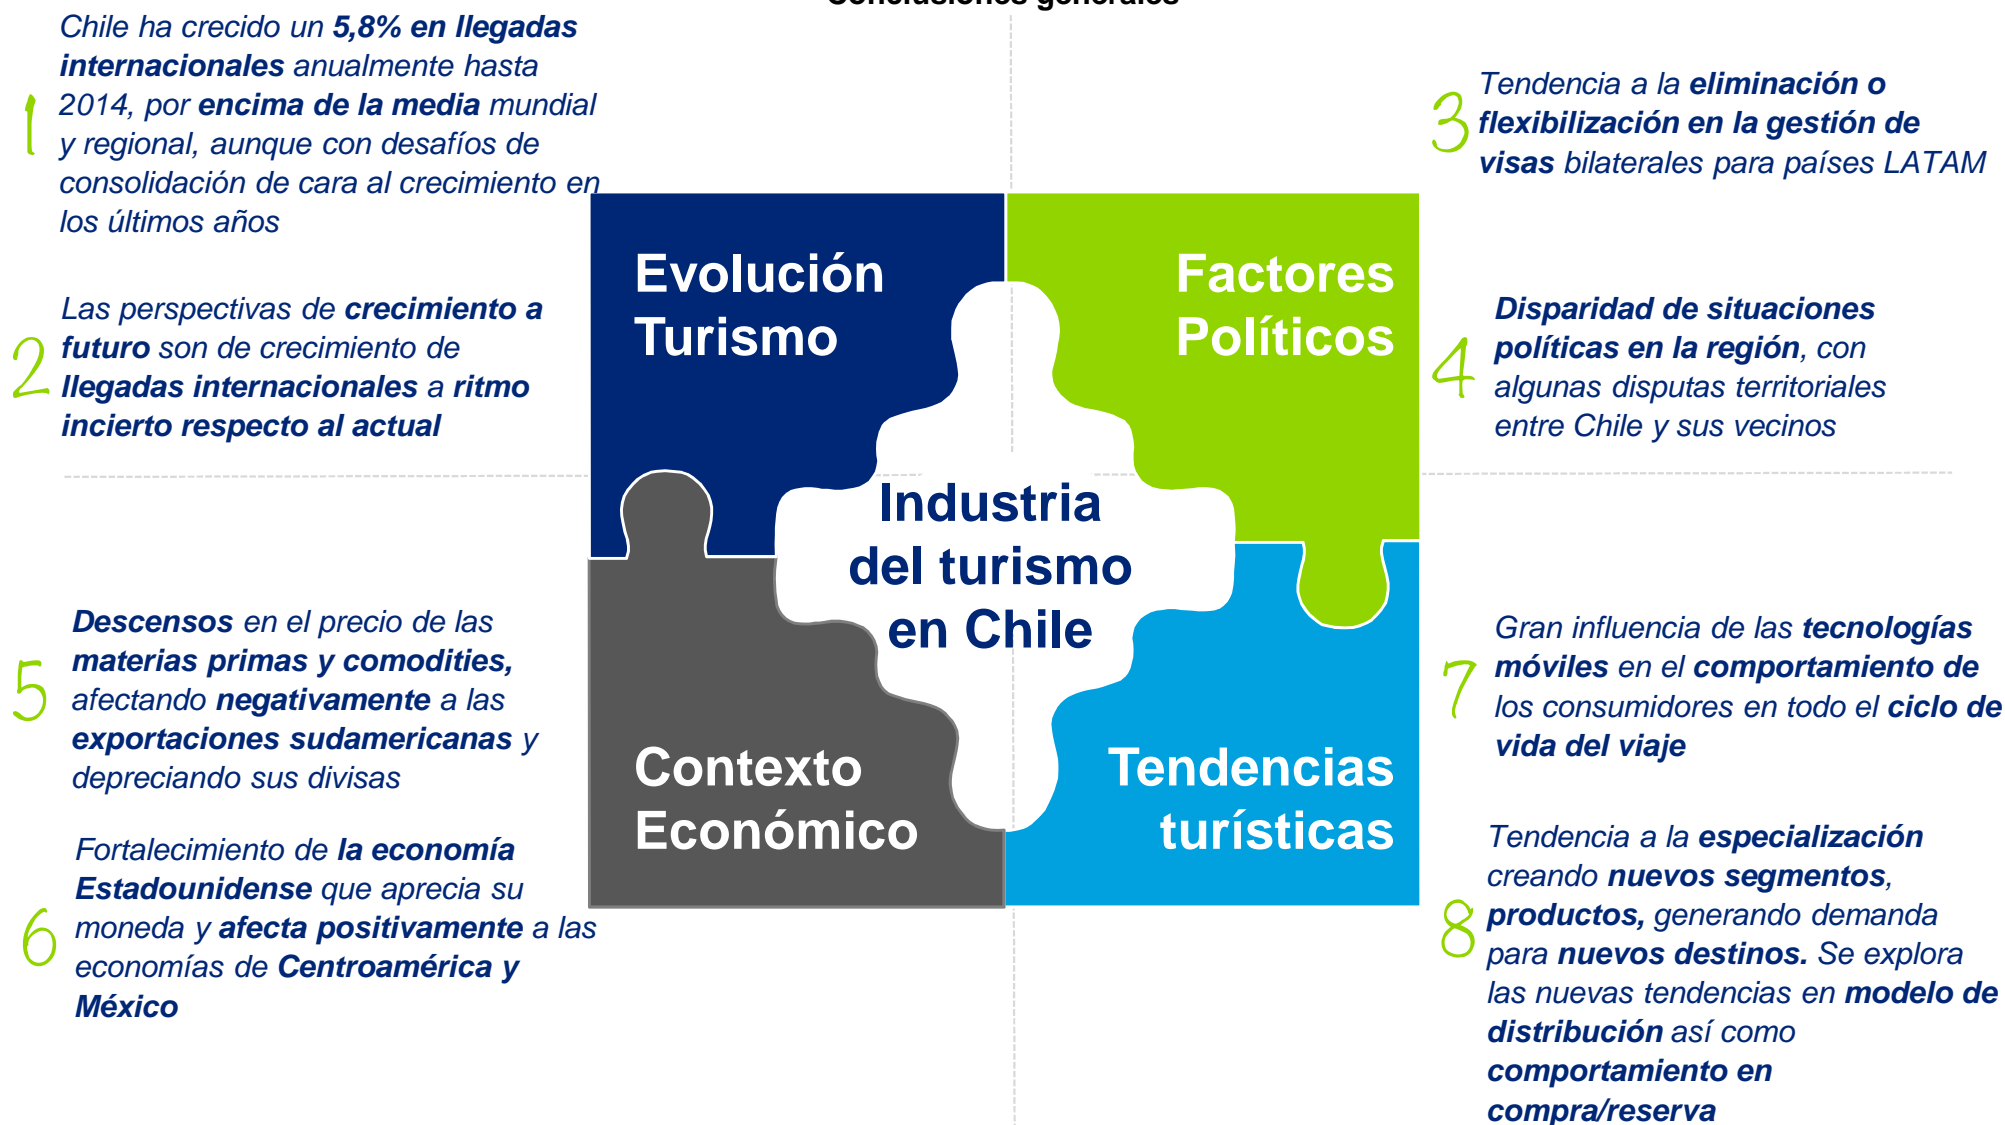 Conclusiones generales
1
Chile ha crecido un 5,8% en llegadas
internacionales anualmente hasta
2014, por encima de la media mundial
y regional, aunque con desafíos de
consolidación de cara al crecimiento en
los últimos años
2
Las perspectivas de crecimiento a
futuro son de crecimiento de
llegadas internacionales a ritmo
incierto respecto al actual
3
Tendencia a la eliminación o
flexibilización en la gestión de
visas bilaterales para países LATAM
4
Disparidad de situaciones
políticas en la región, con
algunas disputas territoriales
entre Chile y sus vecinos
Evolución
Turismo
Factores
Políticos
Industria
del turismo
en Chile
Contexto
Económico
Tendencias
turísticas
5
Descensos en el precio de las
materias primas y comodities,
afectando negativamente a las
exportaciones sudamericanas y
depreciando sus divisas
6
Fortalecimiento de la economía
Estadounidense que aprecia su
moneda y afecta positivamente a las
economías de Centroamérica y
México
7
Gran influencia de las tecnologías
móviles en el comportamiento de
los consumidores en todo el ciclo de
vida del viaje
8
Tendencia a la especialización
creando nuevos segmentos,
productos, generando demanda
para nuevos destinos. Se explora
las nuevas tendencias en modelo de
distribución así como
comportamiento en
compra/reserva